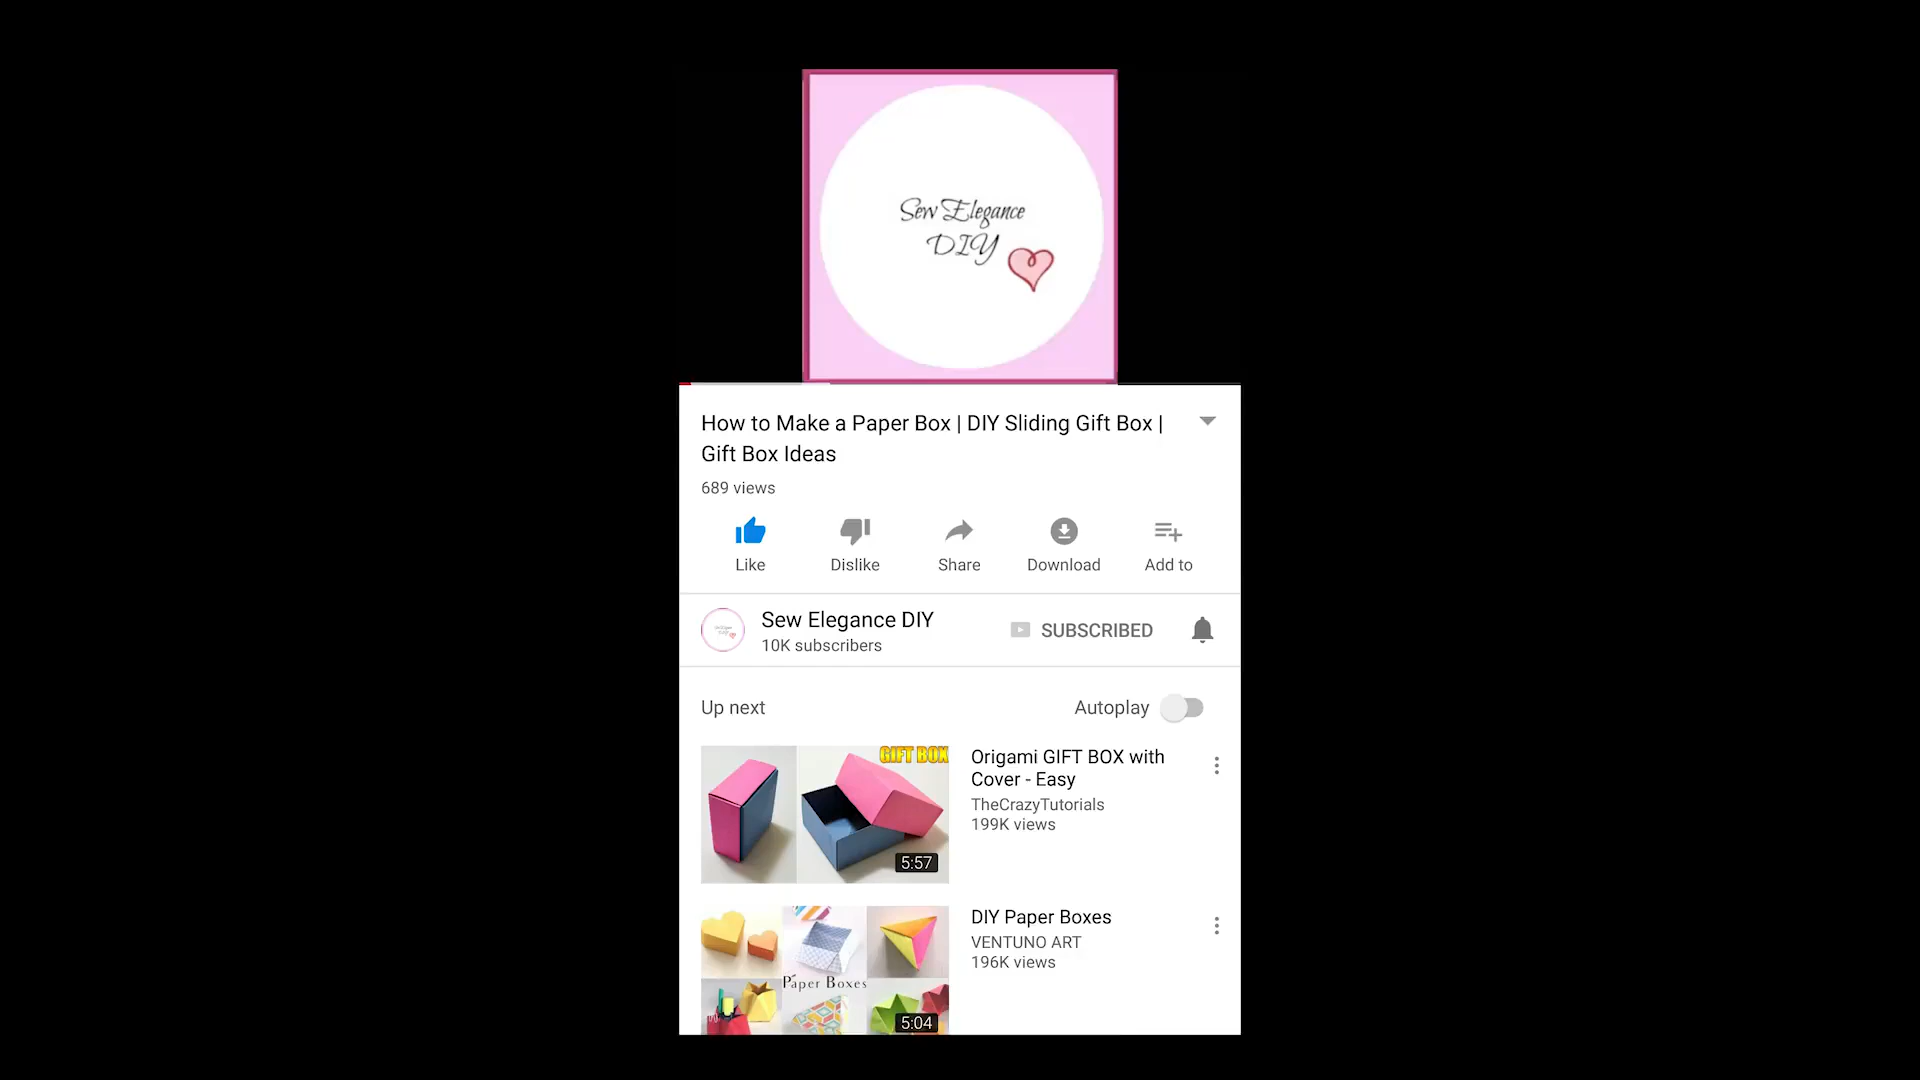 Sew Elegance
DIY
How to Make a Paper Box | DIY Sliding Gift Box |
Gift Box Ideas
689 views
Like
Dislike
Share
Download
Add to
Sew Elegance DIY
10K subscribers
SUBSCRIBED
Up next
Autoplay
GIFT BOX
5:57
Origami GIFT BOX with
Cover - Easy
TheCrazyTutorials
199K views
Paper Boxes
5:04
DIY Paper Boxes
VENTUNO ART
196K views